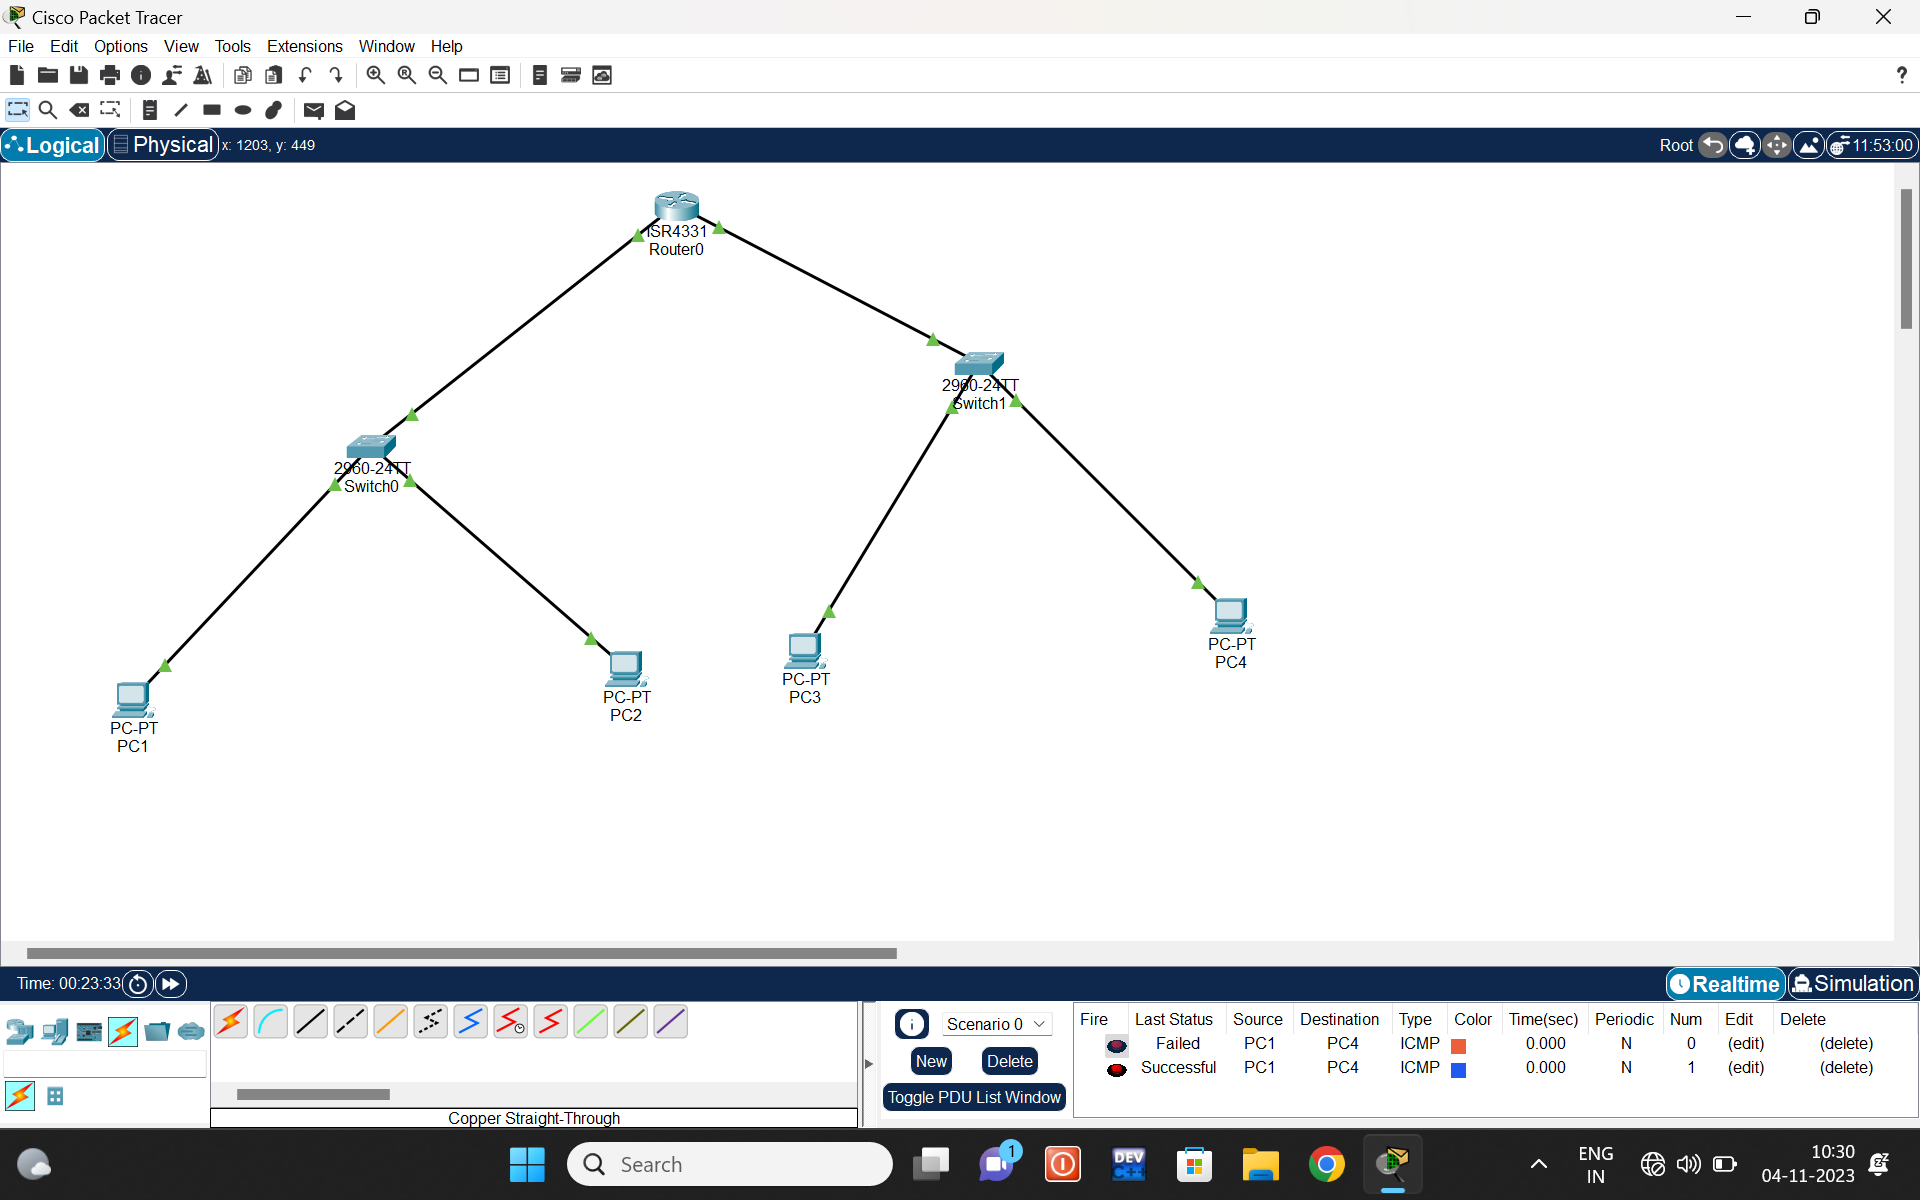 Cisco Packet Tracer
File Edit Options View Tools Extensions Window Help
?
Logical Physical x: 1203, y: 449 Root 11:53:00
ISR4331
Router0
2960-24TT
Switch1
2960-24TT
Switch0
PC-PT
PC4
PC-PT
PC3
PC-PT
PC2
PC-PT
PC1
Time: 00:23:33 Realtime Simulation
Scenario 0
New Delete
Toggle PDU List Window
Fire Last Status Source Destination Type Color Time(sec) Periodic Num Edit Delete
Failed PC1 PC4 ICMP 0.000 N 0 (edit) (delete)
Successful PC1 PC4 ICMP 0.000 N 1 (edit) (delete)
Copper Straight-Through
Search
1
DEV
C++
ENG
IN
10:30
04-11-2023